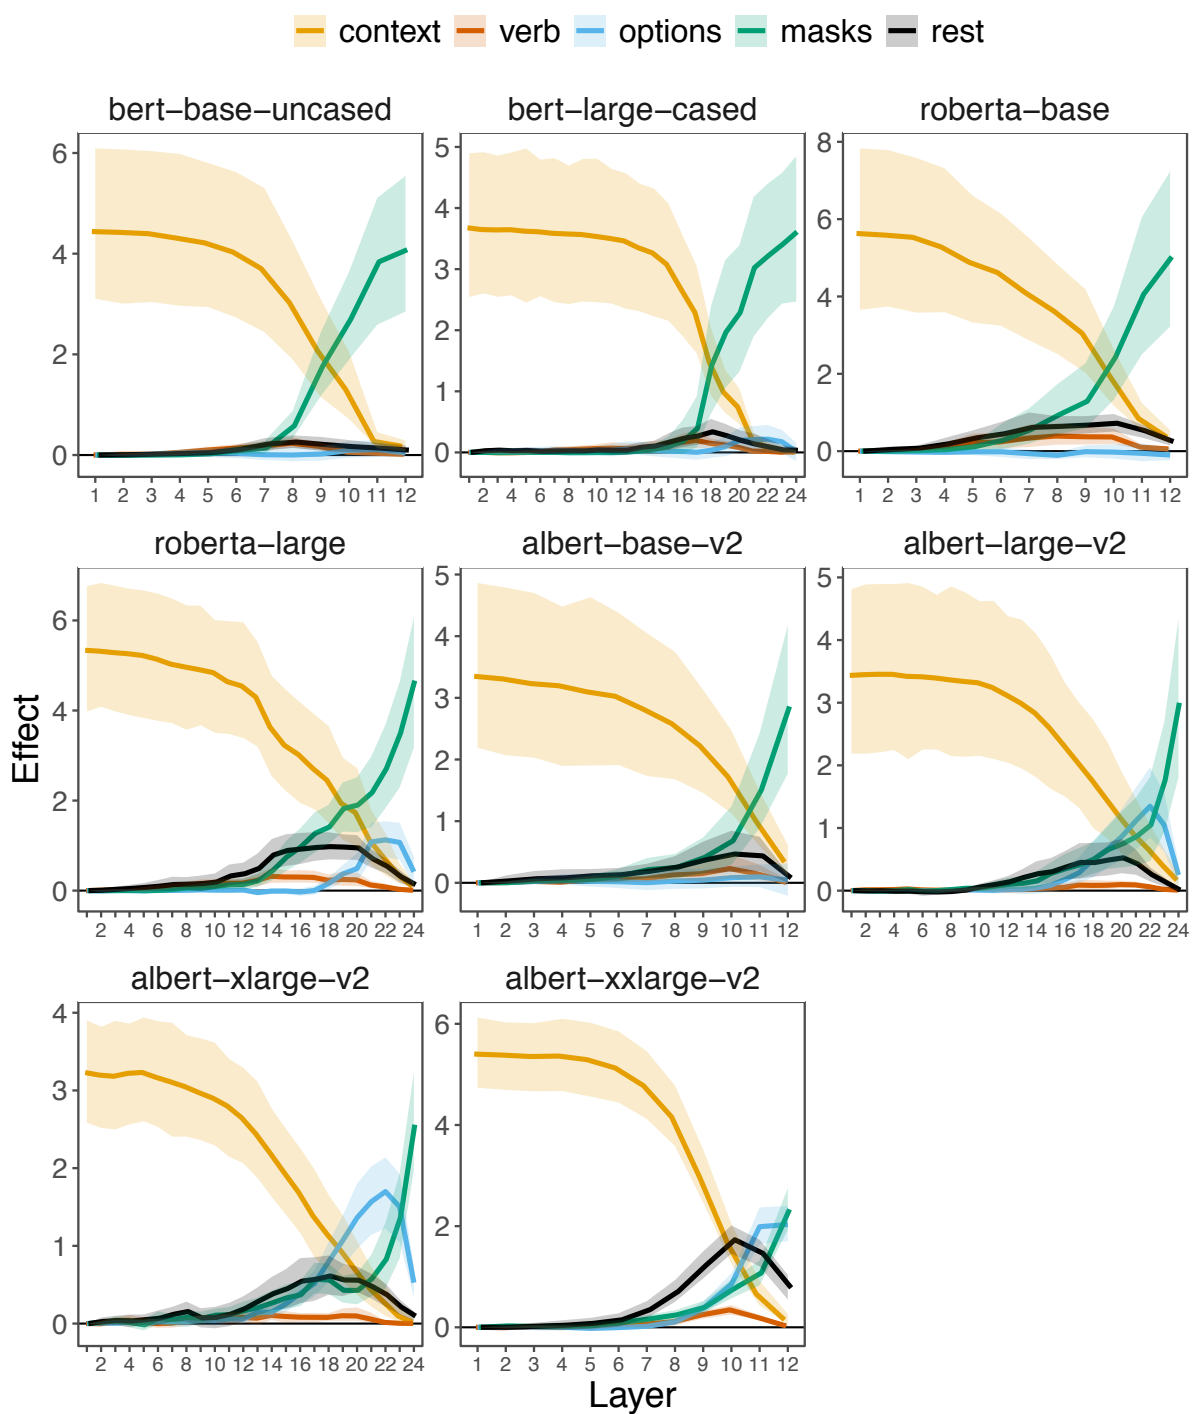 context verb options masks rest
bert−base−uncased bert−large−cased roberta−base
6
4
2
0
1 2 3 4 5 6 7 8 9 10 11 12
5
4
3
2
1
0
2 4 6 8 10 12 14 16 18 20 22 24
8
6
4
2
0
1 2 3 4 5 6 7 8 9 10 11 12
roberta−large albert−base−v2 albert−large−v2
6
4
2
0
2 4 6 8 10 12 14 16 18 20 22 24
5
4
3
2
1
0
1 2 3 4 5 6 7 8 9 10 11 12
5
4
3
2
1
0
2 4 6 8 10 12 14 16 18 20 22 24
Effect
albert−xlarge−v2 albert−xxlarge−v2
4
3
2
1
0
2 4 6 8 10 12 14 16 18 20 22 24
6
4
2
0
1 2 3 4 5 6 7 8 9 10 11 12
Layer